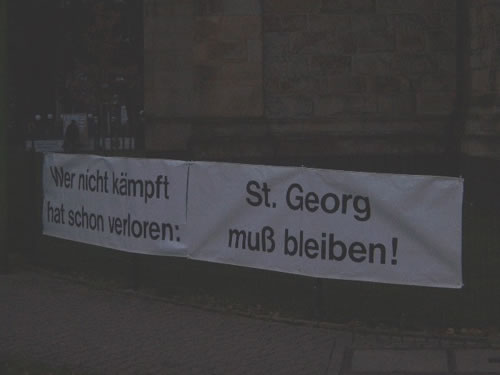 Wer nicht kämpft
hat schon verloren:
St. Georg
muß bleiben!